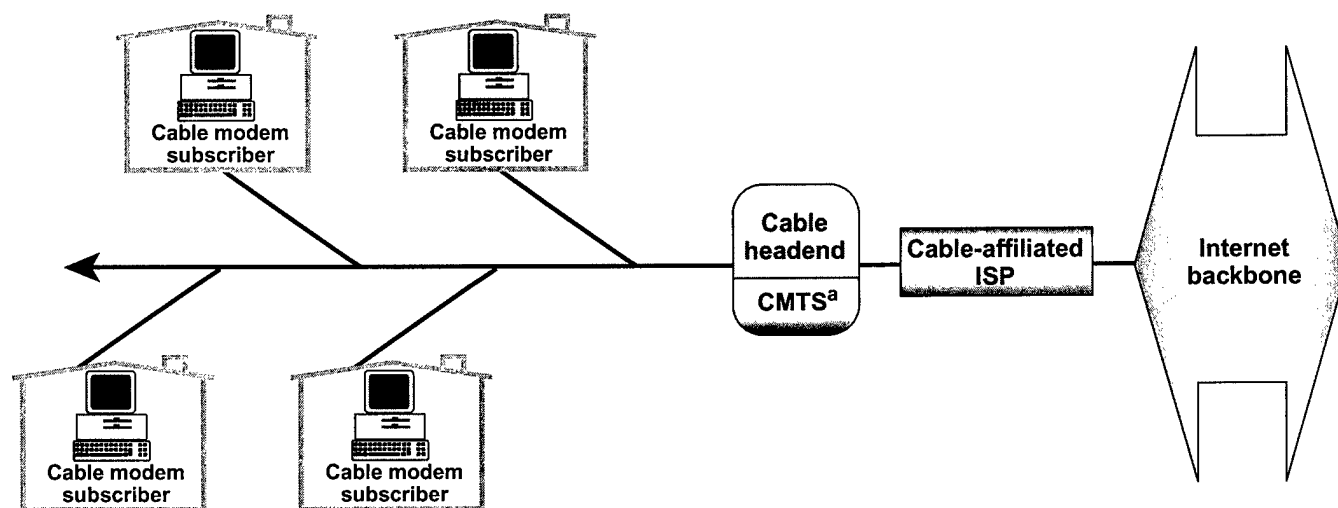 Cable modem
subscriber
Cable modem
subscriber
Cable
headend
CMTSa
Cable-affiliated
ISP
Internet
backbone
Cable modem
subscriber
Cable modem
subscriber